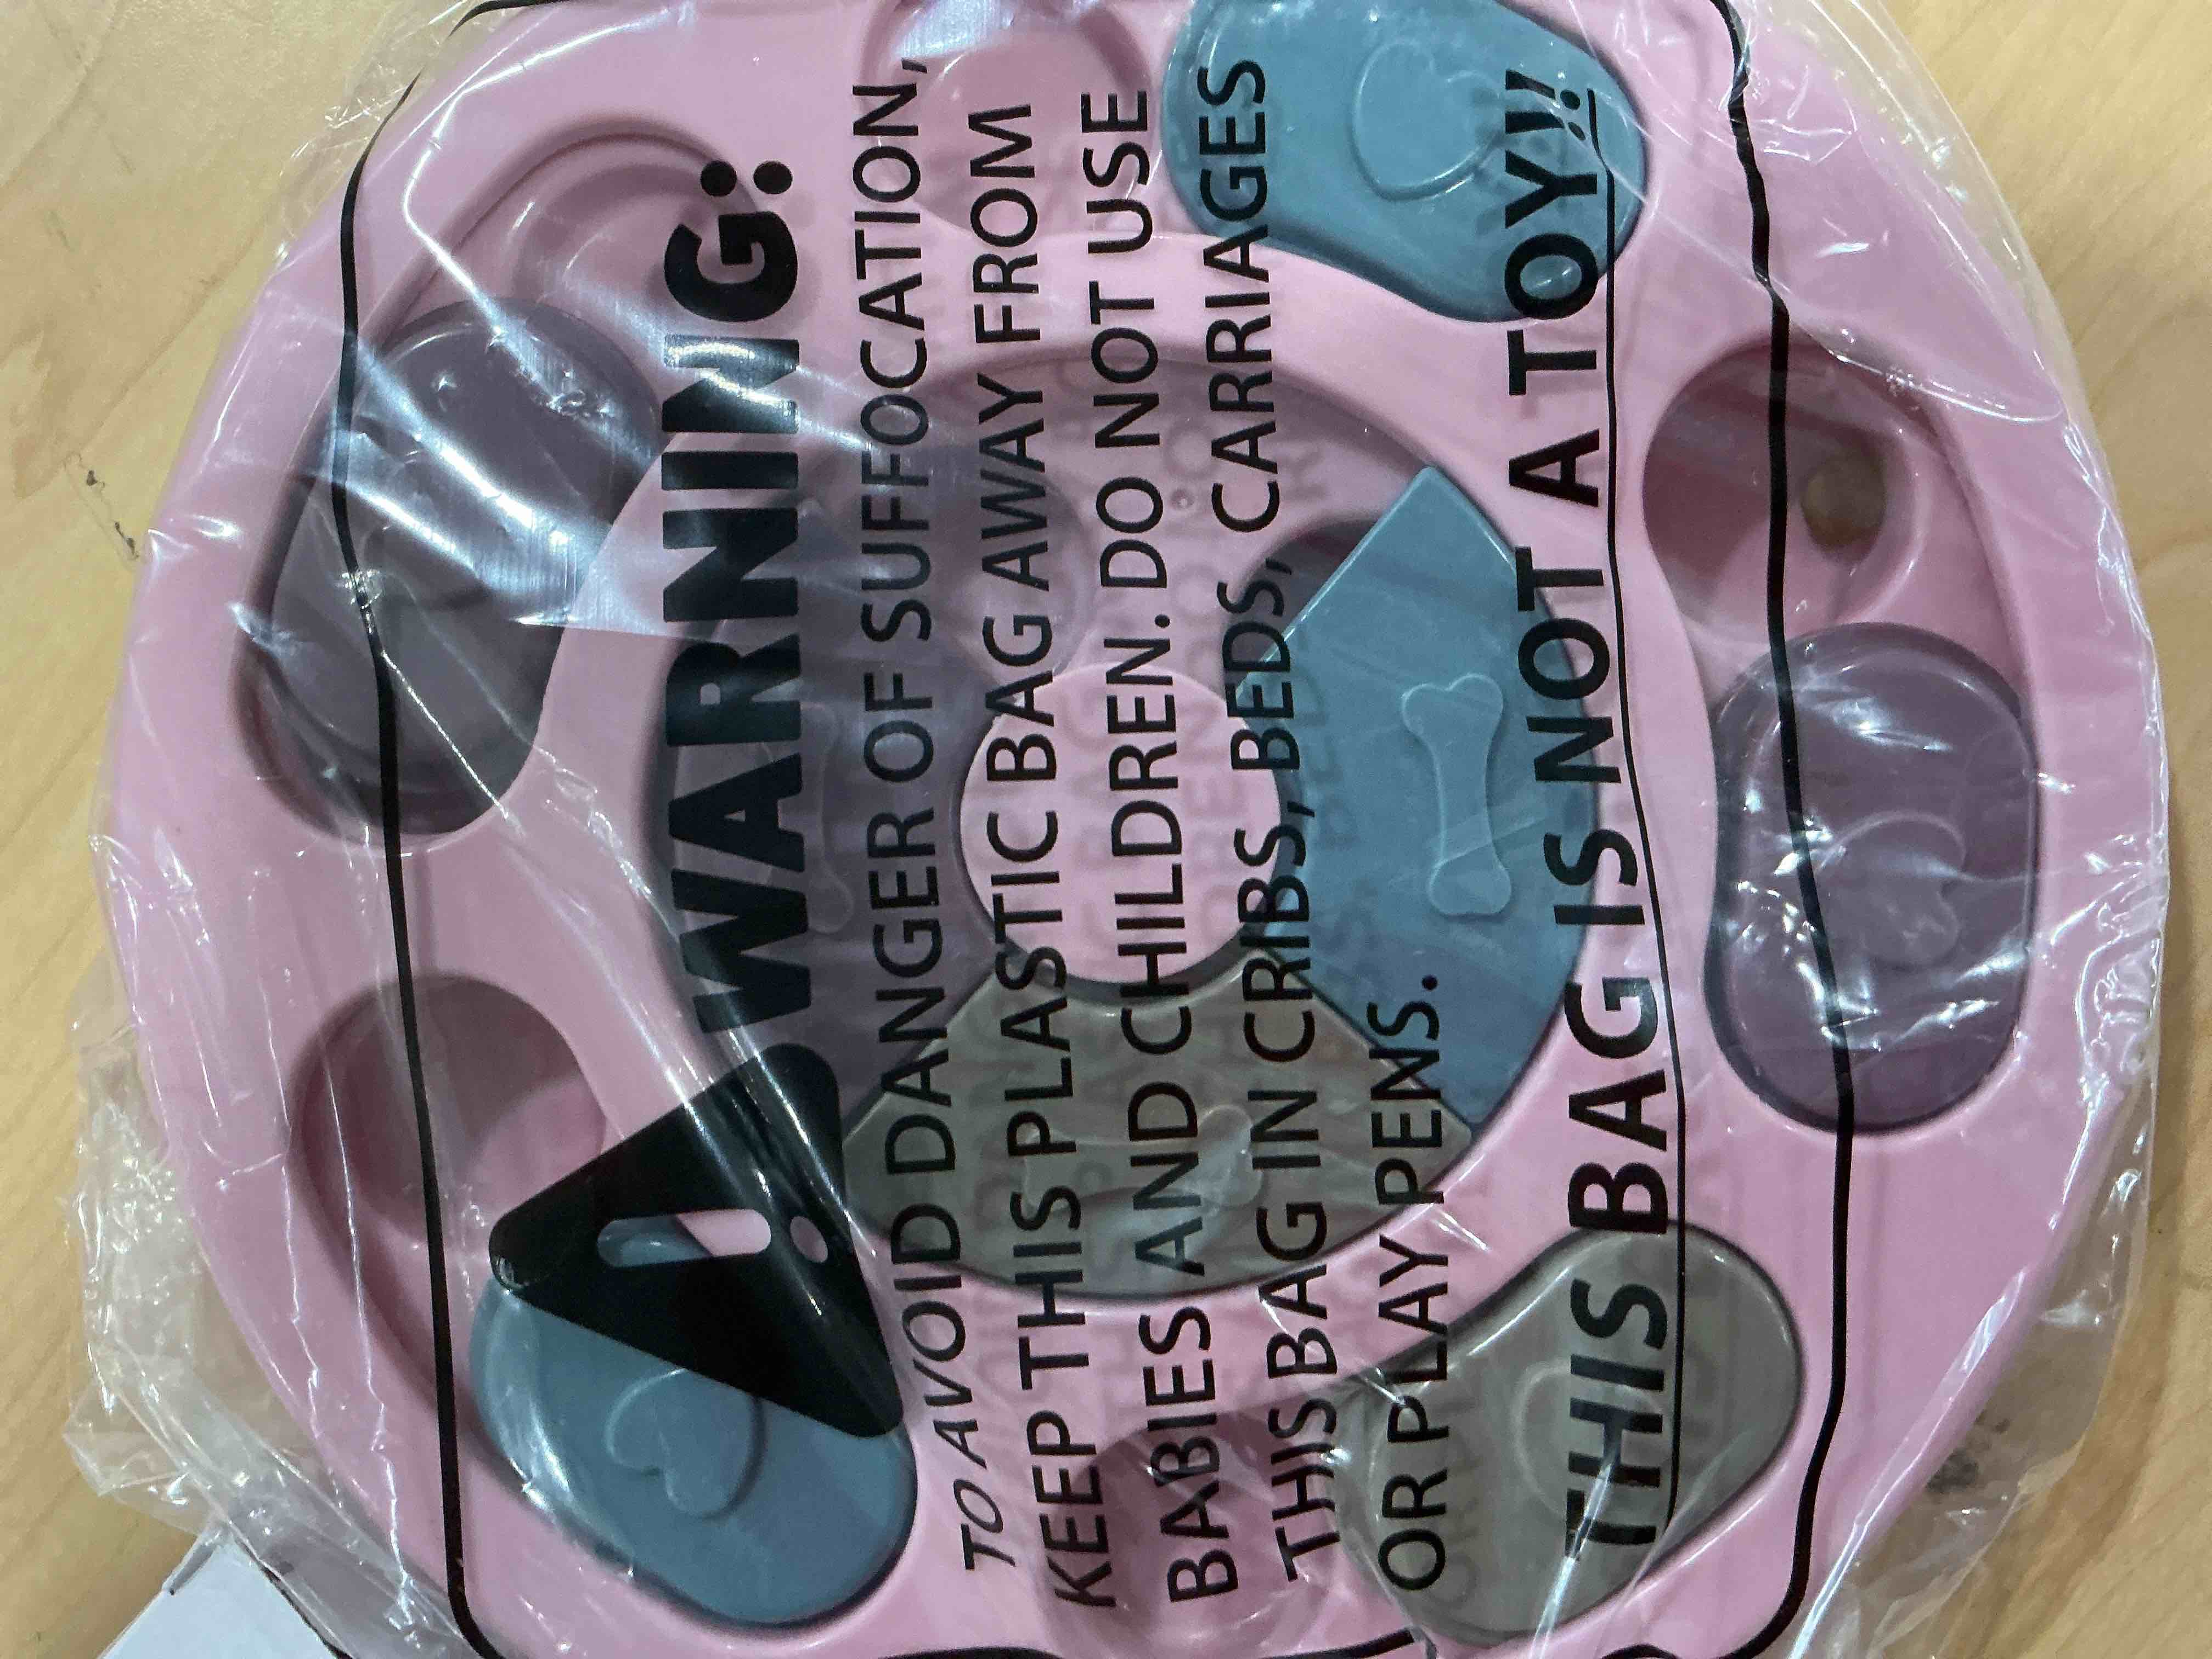 WARNING:
TO AVOID DANGER OF SUFFOCATION,
KEEP THIS PLASTIC BAG AWAY FROM
BABIES AND CHILDREN. DO NOT USE
THIS BAG IN CRIBS, BEDS, CARRIAGES
OR PLAY PENS.
THIS BAG IS NOT A TOY!!